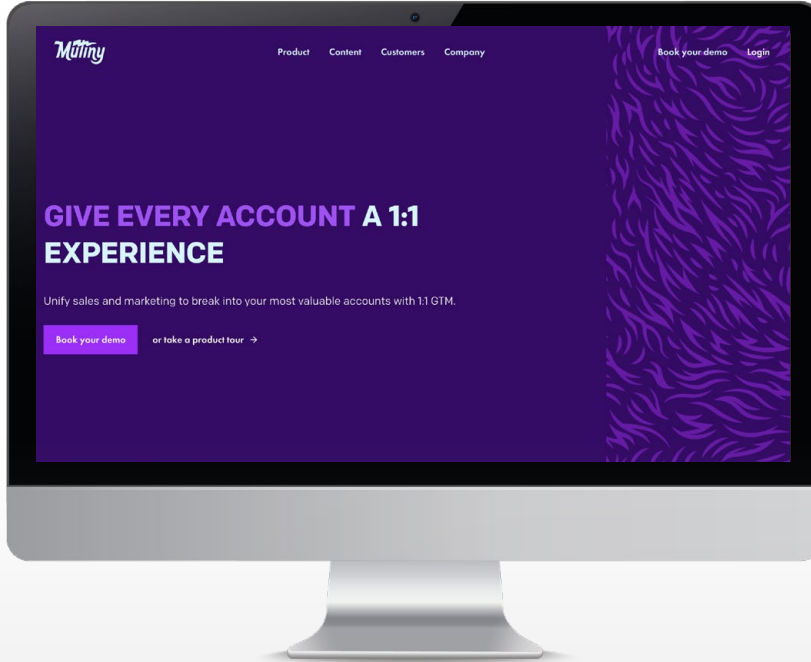 Mutiny
Product Content Customers Company
Book your demo Login
GIVE EVERY ACCOUNT A 1:1
EXPERIENCE
Unify sales and marketing to break into your most valuable accounts with 1:1 GTM.
Book your demo or take a product tour →